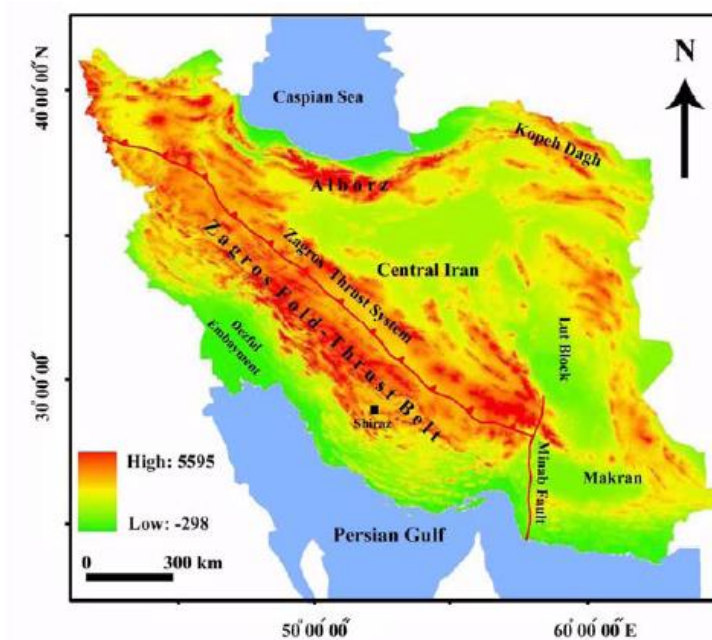 N
40°00'00" N
Caspian Sea
Kopeh Dagh
Alborz
Zagros Thrust System
Central Iran
Zagros Fold-Thrust Belt
Dezful
Embayment
Lut Block
30°00'00"
Shiraz
High: 5595
Low: -298
Minab Fault
Makran
0 300 km
Persian Gulf
50°00'00"
60°00'00" E